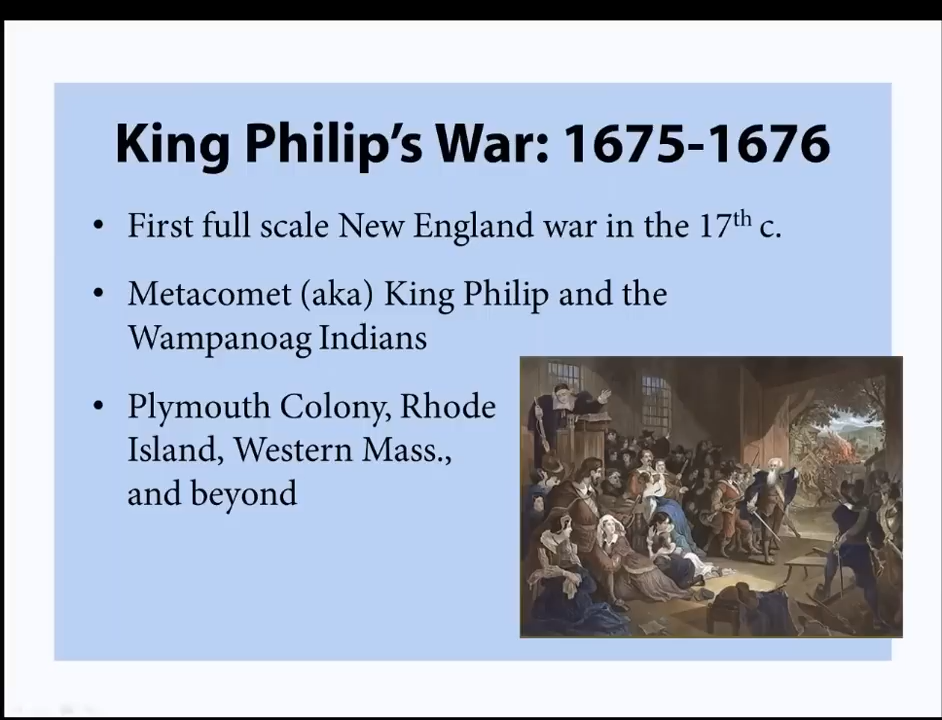 King Philip’s War: 1675-1676
• First full scale New England war in the 17th c.
• Metacomet (aka) King Philip and the
Wampanoag Indians
• Plymouth Colony, Rhode
Island, Western Mass.,
and beyond